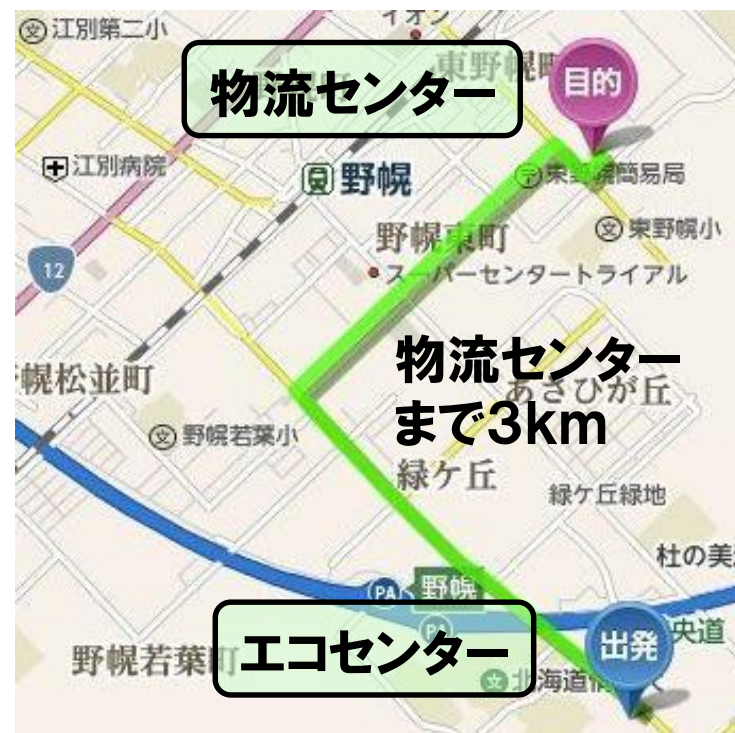 江別第二小
イオン
物流センター
東野幌町
目的
江別病院
野幌
東野幌簡易局
東野幌小
野幌東町
12
スーパーセンタートライアル
物流センター
まで3km
幌松並町
あさひが丘
野幌若葉小
緑ケ丘
緑ケ丘緑地
杜の美
PA
野幌
PA
エコセンター
出発
央道
野幌若葉町
北海道情